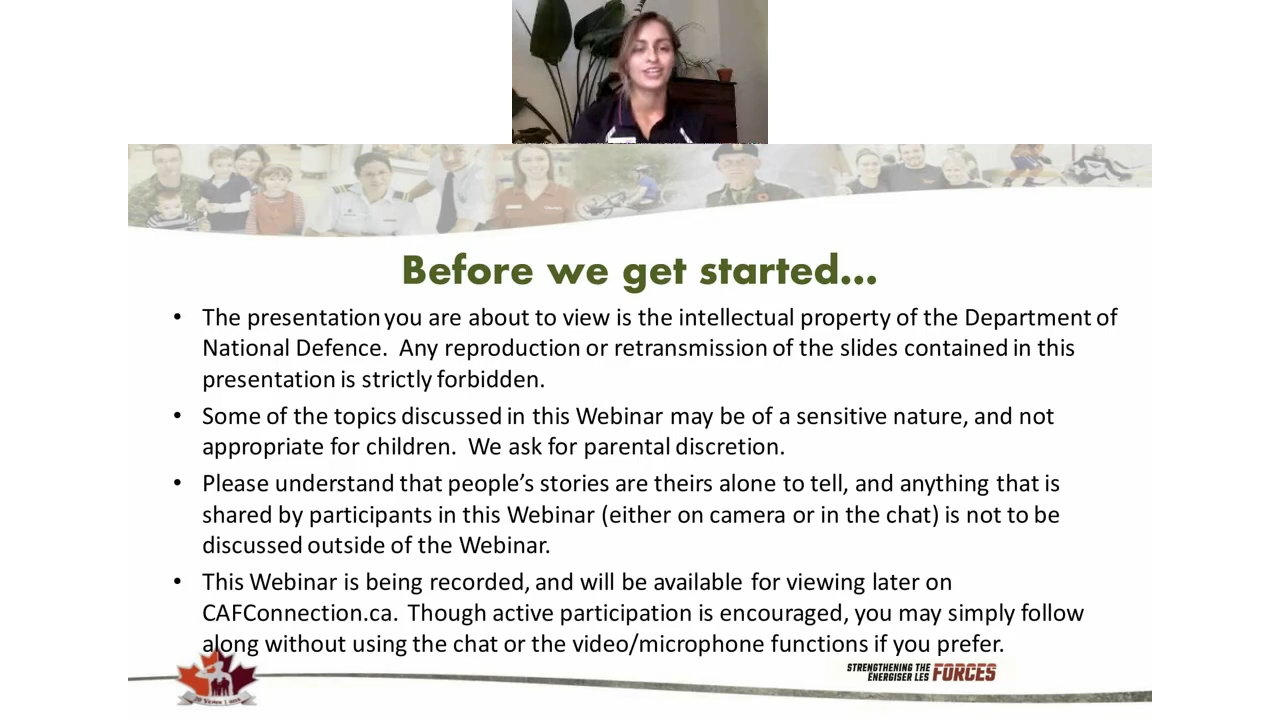 Before we get started...
• The presentation you are about to view is the intellectual property of the Department of
National Defence. Any reproduction or retransmission of the slides contained in this
presentation is strictly forbidden.
• Some of the topics discussed in this Webinar may be of a sensitive nature, and not
appropriate for children. We ask for parental discretion.
• Please understand that people's stories are theirs alone to tell, and anything that is
shared by participants in this Webinar (either on camera or in the chat) is not to be
discussed outside of the Webinar.
• This Webinar is being recorded, and will be available for viewing later on
CAFConnection.ca. Though active participation is encouraged, you may simply follow
along without using the chat or the video/microphone functions if you prefer.
STRENGTHENING THE FORCES
ÉNERGISER LES